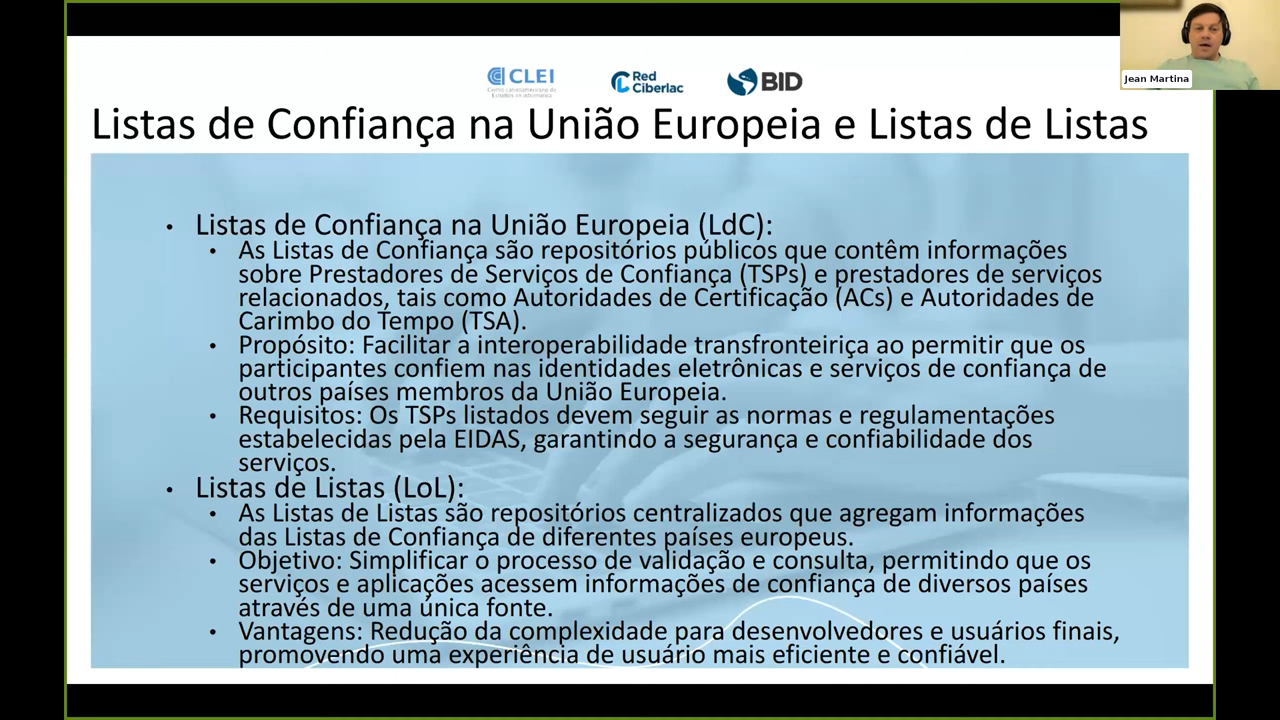 Jean Martina
CLEI
Centro Latinoamericano de
Estudios en Informática
Red
Ciberlac
BID
Listas de Confiança na União Europeia e Listas de Listas
• Listas de Confiança na União Europeia (LdC):
• As Listas de Confiança são repositórios públicos que contêm informações
sobre Prestadores de Serviços de Confiança (TSPs) e prestadores de serviços
relacionados, tais como Autoridades de Certificação (ACs) e Autoridades de
Carimbo do Tempo (TSA).
• Propósito: Facilitar a interoperabilidade transfronteiriça ao permitir que os
participantes confiem nas identidades eletrônicas e serviços de confiança de
outros países membros da União Europeia.
• Requisitos: Os TSPs listados devem seguir as normas e regulamentações
estabelecidas pela EIDAS, garantindo a segurança e confiabilidade dos
serviços.
• Listas de Listas (LoL):
• As Listas de Listas são repositórios centralizados que agregam informações
das Listas de Confiança de diferentes países europeus.
• Objetivo: Simplificar o processo de validação e consulta, permitindo que os
serviços e aplicações acessem informações de confiança de diversos países
através de uma única fonte.
• Vantagens: Redução da complexidade para desenvolvedores e usuários finais,
promovendo uma experiência de usuário mais eficiente e confiável.